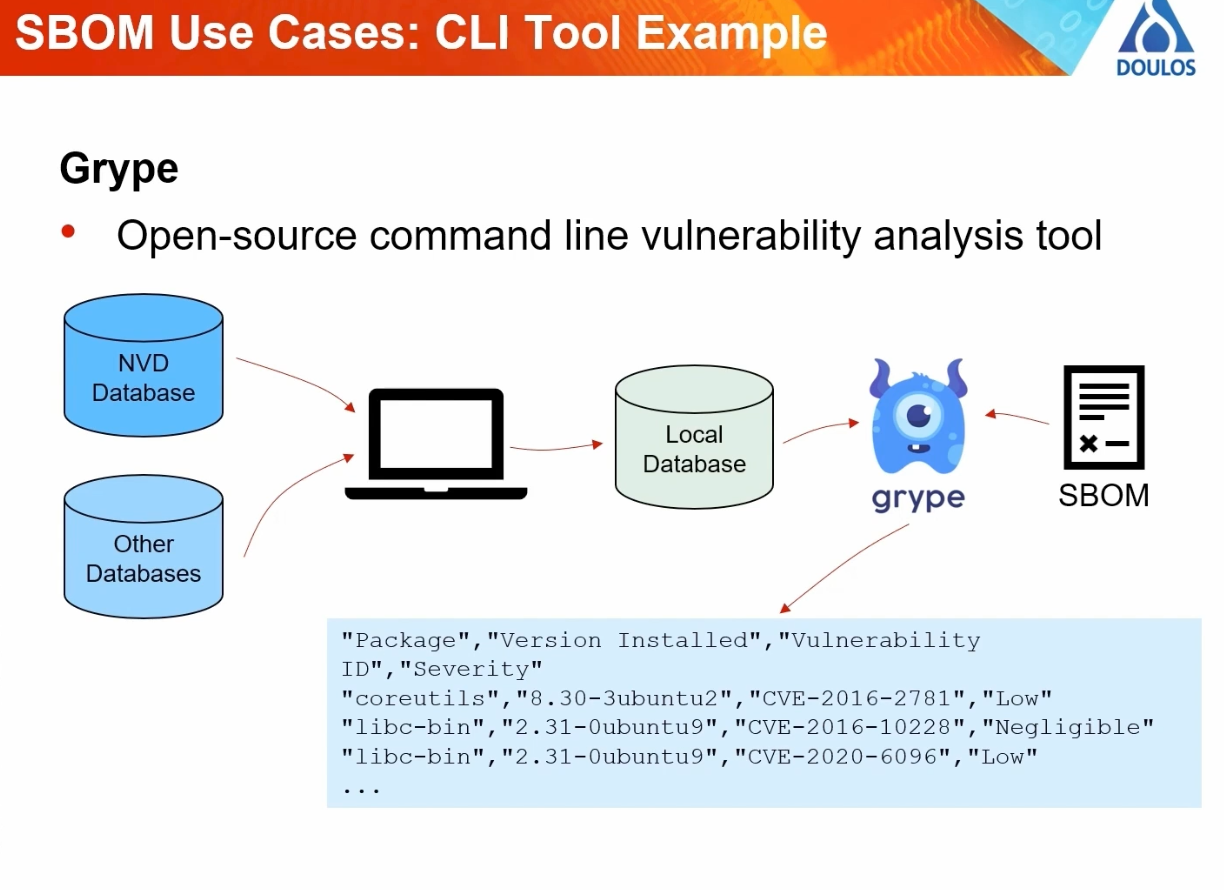 SBOM Use Cases: CLI Tool Example
DOULOS
Grype
• Open-source command line vulnerability analysis tool
NVD
Database
Other
Databases
Local
Database
grype
SBOM
"Package","Version Installed","Vulnerability
ID","Severity"
"coreutils","8.30-3ubuntu2","CVE-2016-2781","Low"
"libc-bin","2.31-0ubuntu9","CVE-2016-10228","Negligible"
"libc-bin","2.31-0ubuntu9","CVE-2020-6096","Low"
...